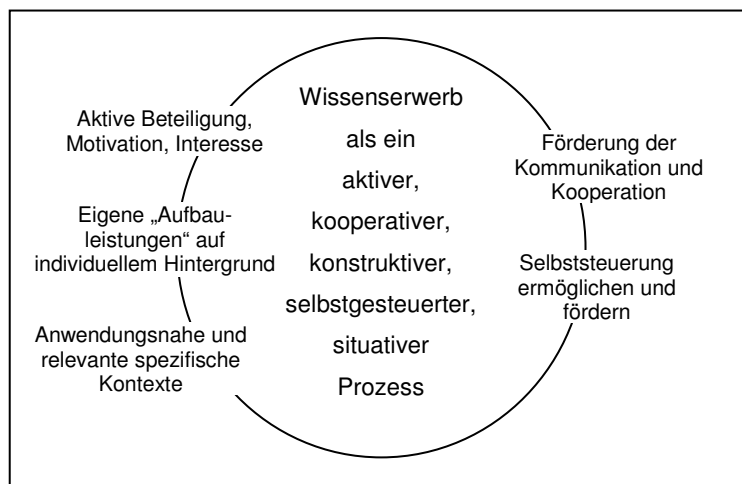 Aktive Beteiligung,
Motivation, Interesse
Eigene „Aufbau-
leistungen“ auf
individuellem Hintergrund
Anwendungsnahe und
relevante spezifische
Kontexte
Wissenserwerb
als ein
aktiver,
kooperativer,
konstruktiver,
selbstgesteuerter,
situativer
Prozess
Förderung der
Kommunikation und
Kooperation
Selbststeuerung
ermöglichen und
fördern